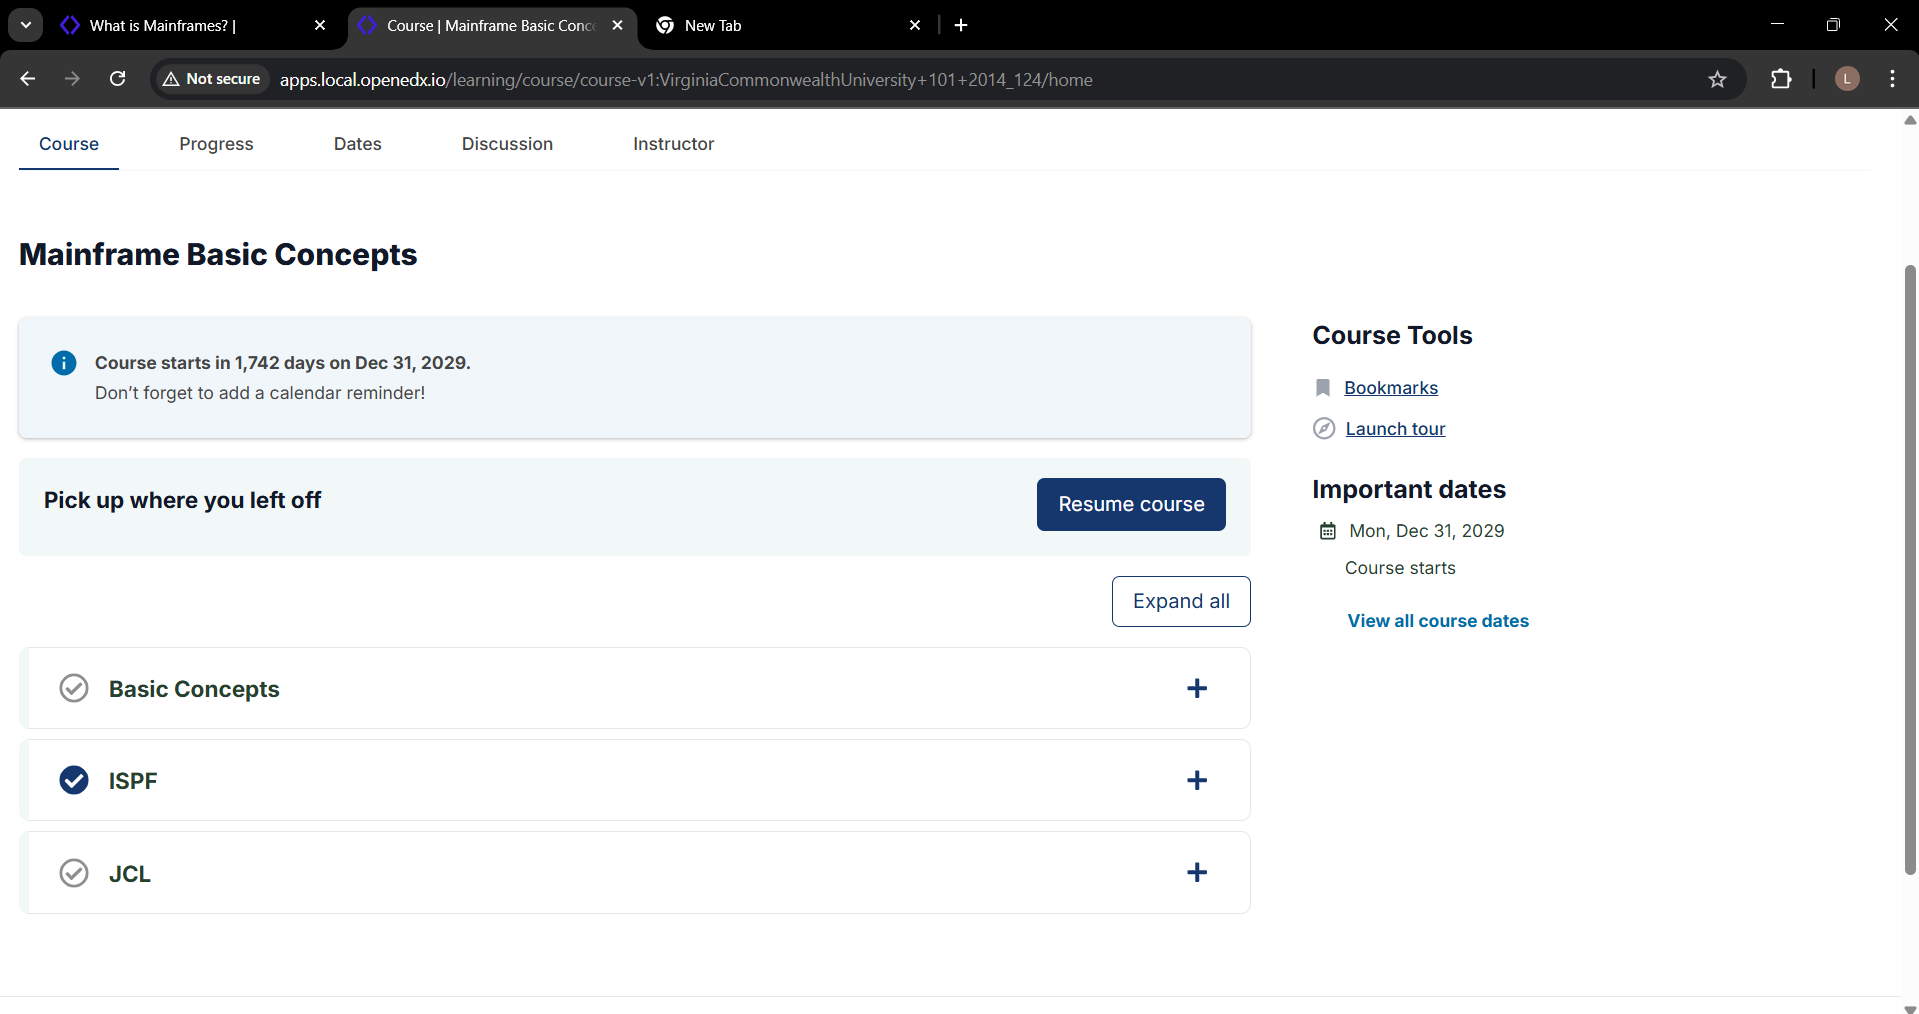 What is Mainframes? |
Course | Mainframe Basic Conce
New Tab
Not secure
apps.local.openedx.io/learning/course/course-v1:VirginiaCommonwealthUniversity+101+2014_124/home
L
Course
Progress
Dates
Discussion
Instructor
Mainframe Basic Concepts
Course starts in 1,742 days on Dec 31, 2029.
Don’t forget to add a calendar reminder!
Pick up where you left off
Resume course
Expand all
Basic Concepts
ISPF
JCL
Course Tools
Bookmarks
Launch tour
Important dates
Mon, Dec 31, 2029
Course starts
View all course dates